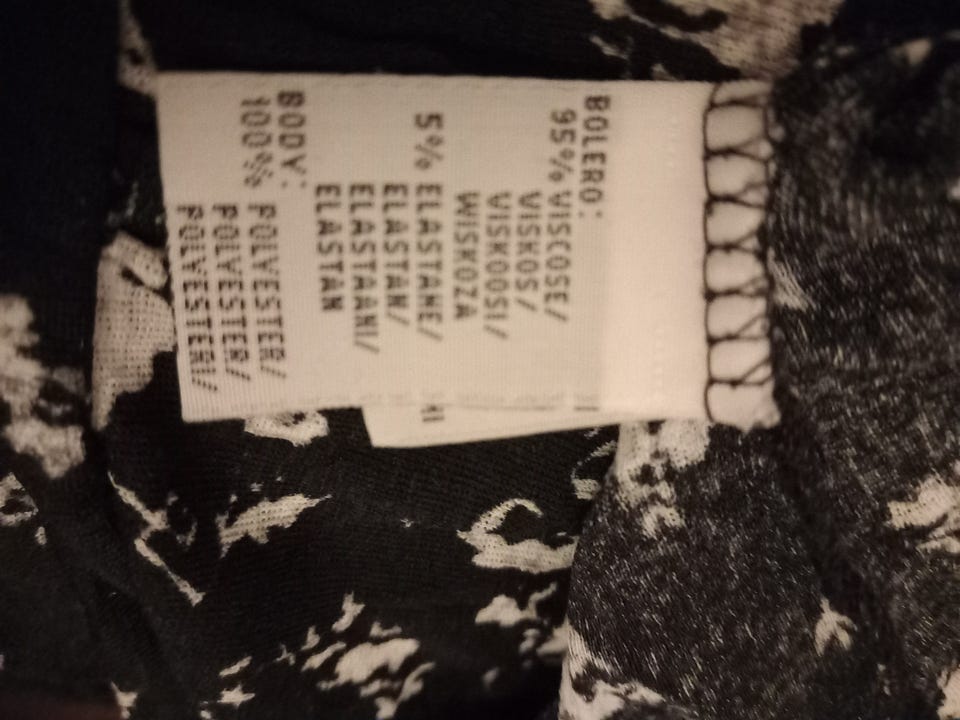 BOLERO:
95% VISCOSE/
VISKOS/
VISKOOSI/
WISKOZA
5% ELASTANE/
ELASTAN/
ELASTAANI/
ELASTAN
BODY:
100% POLYESTER/
POLYESTER/
POLYESTERI/